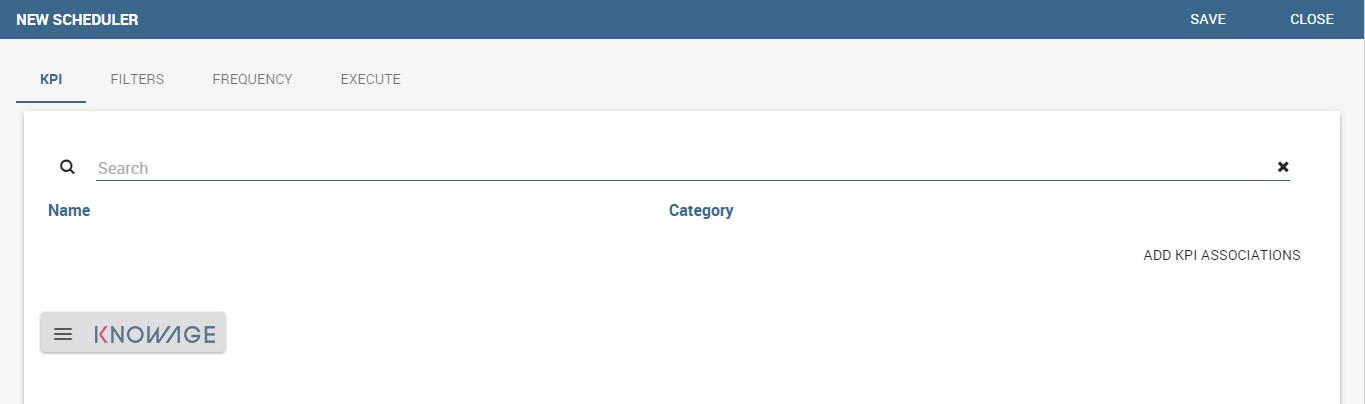 NEW SCHEDULER SAVE CLOSE
KPI FILTERS FREQUENCY EXECUTE
Search
Name Category
ADD KPI ASSOCIATIONS
KNOWAGE